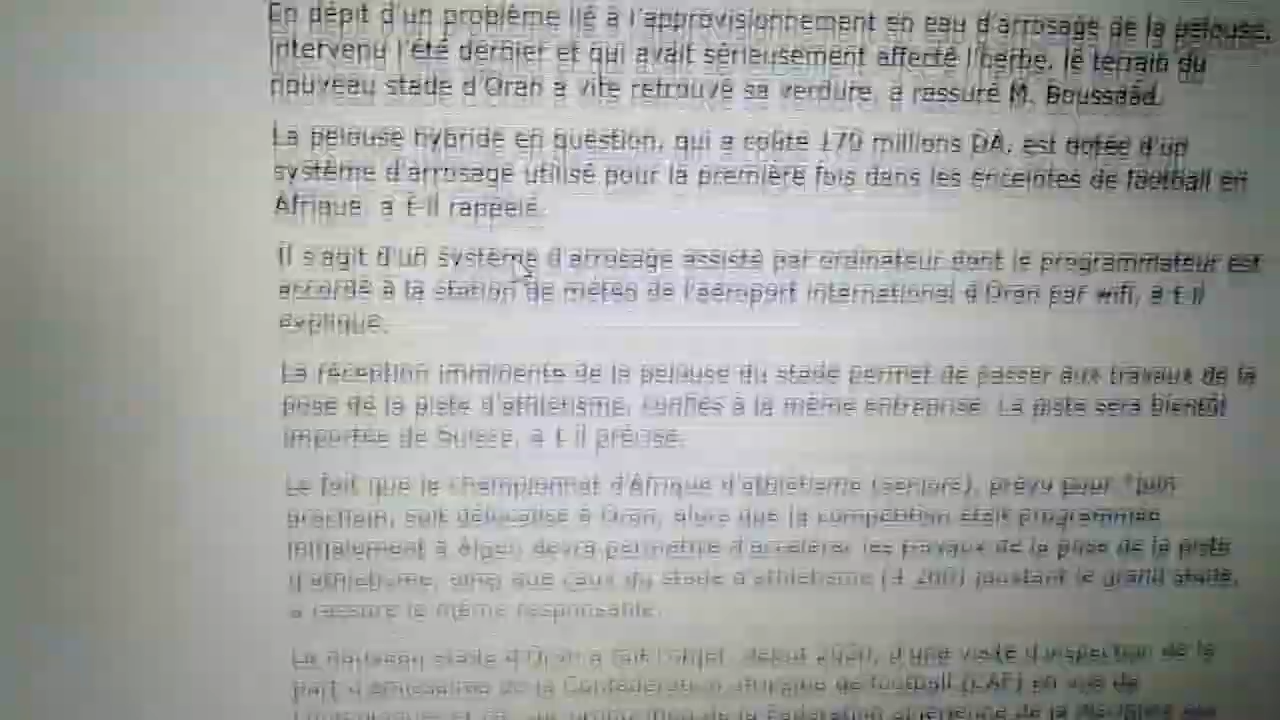 En dépit d'un problème lié à l'approvisionnement en eau d'arrosage de la pelouse,
intervenu l'été dernier et qui avait sérieusement affecté l'herbe, le terrain du
nouveau stade d'Oran a vite retrouvé sa verdure, a rassuré M. Boussaâd.
La pelouse hybride en question, qui a coûté 170 millions DA, est dotée d'un
système d'arrosage utilisé pour la première fois dans les enceintes de football en
Afrique, a t-il rappelé.
Il s'agit d'un système d'arrosage assisté par ordinateur dont le programmateur est
accordé à la station de météo de l'aéroport international d'Oran par wifi, a t-il
expliqué.
La réception imminente de la pelouse du stade permet de passer aux travaux de la
pose de la piste d'athlétisme, confiés à la même entreprise. La piste sera bientôt
importée de Suisse, a t-il précisé.
Le fait que le championnat d'Afrique d'athlétisme (seniors), prévu pour juin
prochain, soit délocalisé à Oran, alors que la compétition était programmée
initialement à Alger, devra permettre d'accélérer les travaux de la pose de la piste
d'athlétisme, ainsi que ceux du stade d'athlétisme (4.200) jouxtant le grand stade,
a rassuré le même responsable.
Le nouveau stade d'Oran a fait l'objet, début d'une visite d'inspection de la
part de la Confédération africaine de football (CAF) en vue de
de la Fédération algérienne de la